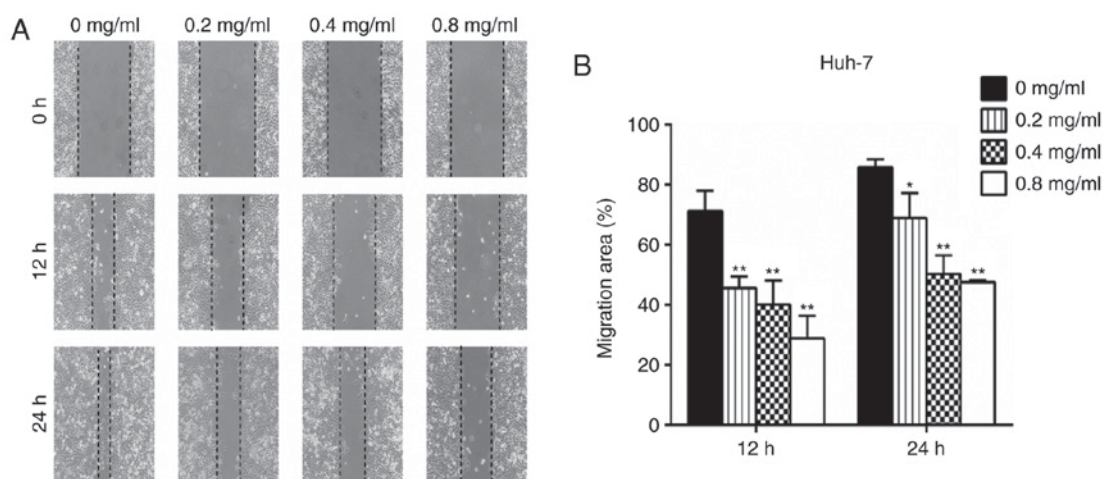 A
0 mg/ml 0.2 mg/ml 0.4 mg/ml 0.8 mg/ml
0 h
12 h
24 h
B
Huh-7
0 mg/ml
0.2 mg/ml
0.4 mg/ml
0.8 mg/ml
Migration area (%)
100
80
60
40
20
0
** ** **
* ** **
12 h 24 h